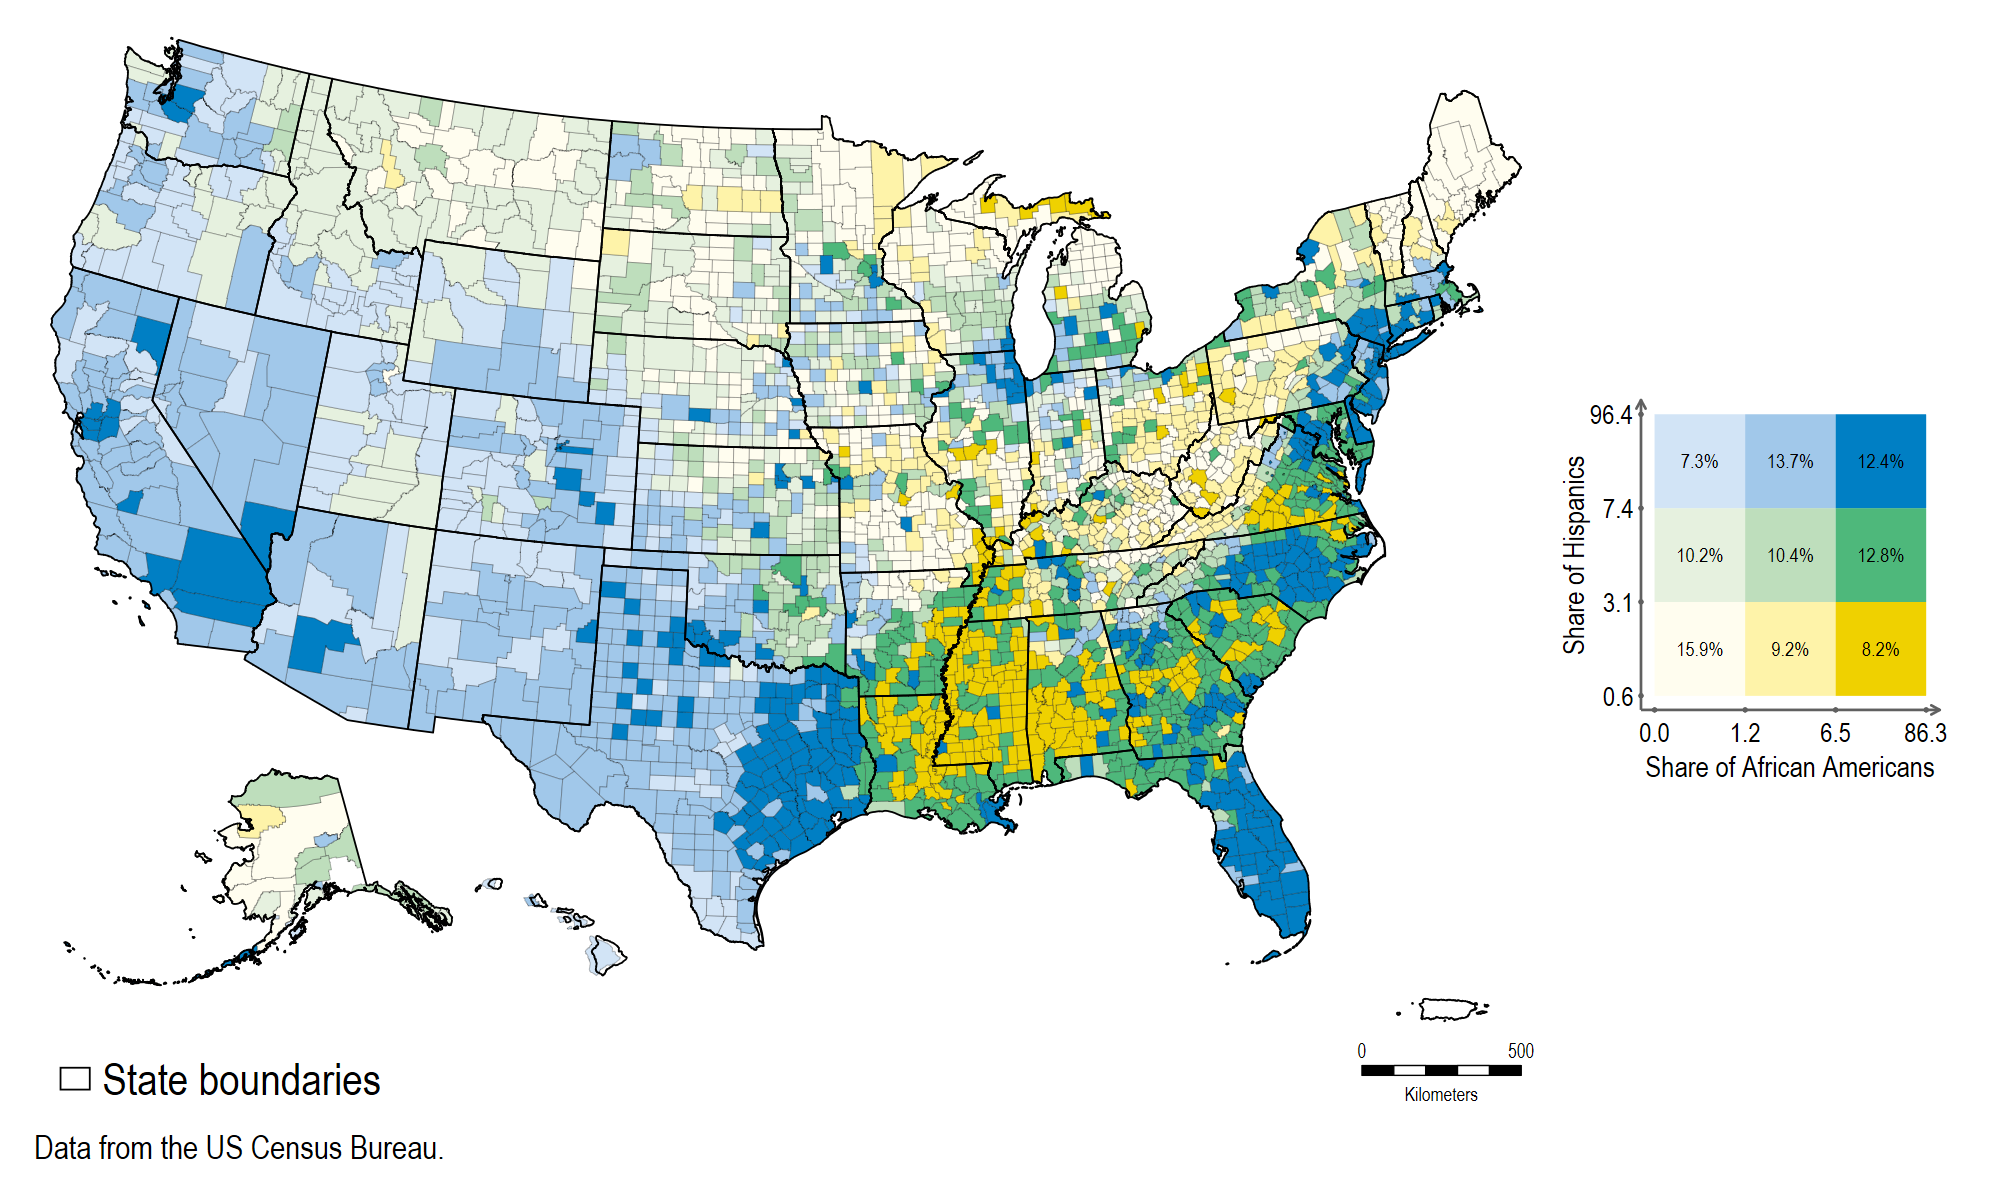 96.4
7.3% 13.7% 12.4%
7.4
10.2% 10.4% 12.8%
3.1
15.9% 9.2% 8.2%
0.6
Share of Hispanics
0.0 1.2 6.5 86.3
Share of African Americans
0 500
Kilometers
State boundaries
Data from the US Census Bureau.